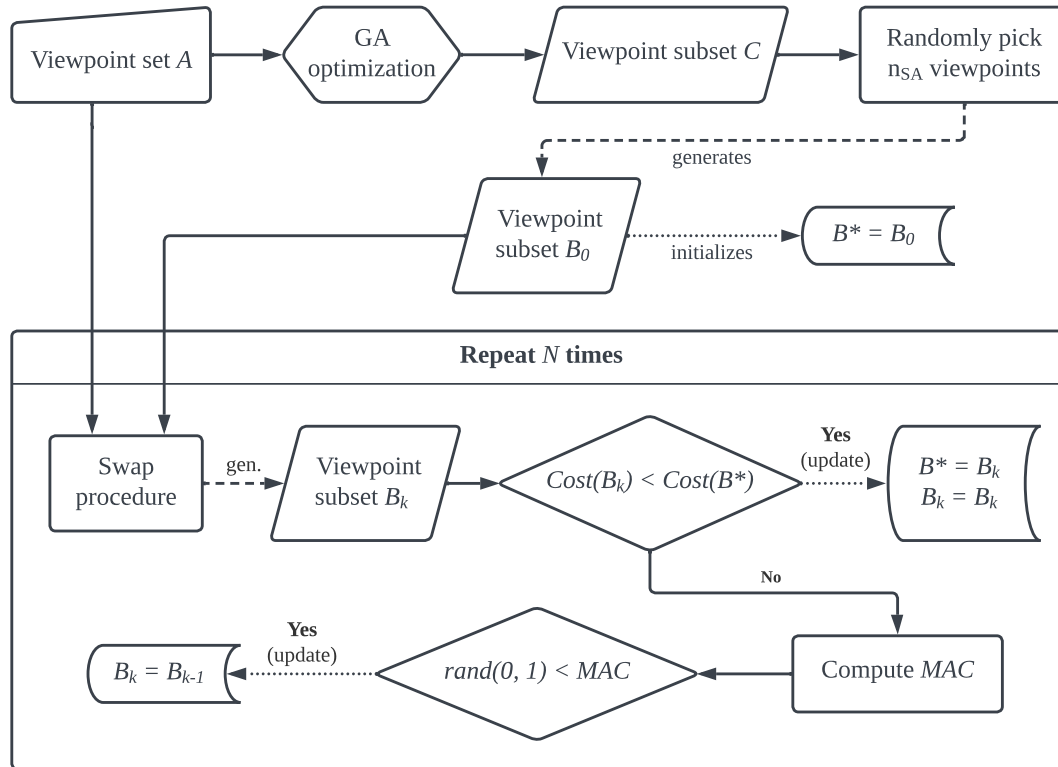 Viewpoint set A
GA
optimization
Viewpoint subset C
Randomly pick
n_SA viewpoints
generates
Viewpoint
subset B_0
initializes
B* = B_0
Repeat N times
Swap
procedure
gen.
Viewpoint
subset B_k
Cost(B_k) < Cost(B*)
Yes
(update)
B* = B_k
B_k = B_k
No
Compute MAC
rand(0, 1) < MAC
Yes
(update)
B_k = B_k-1